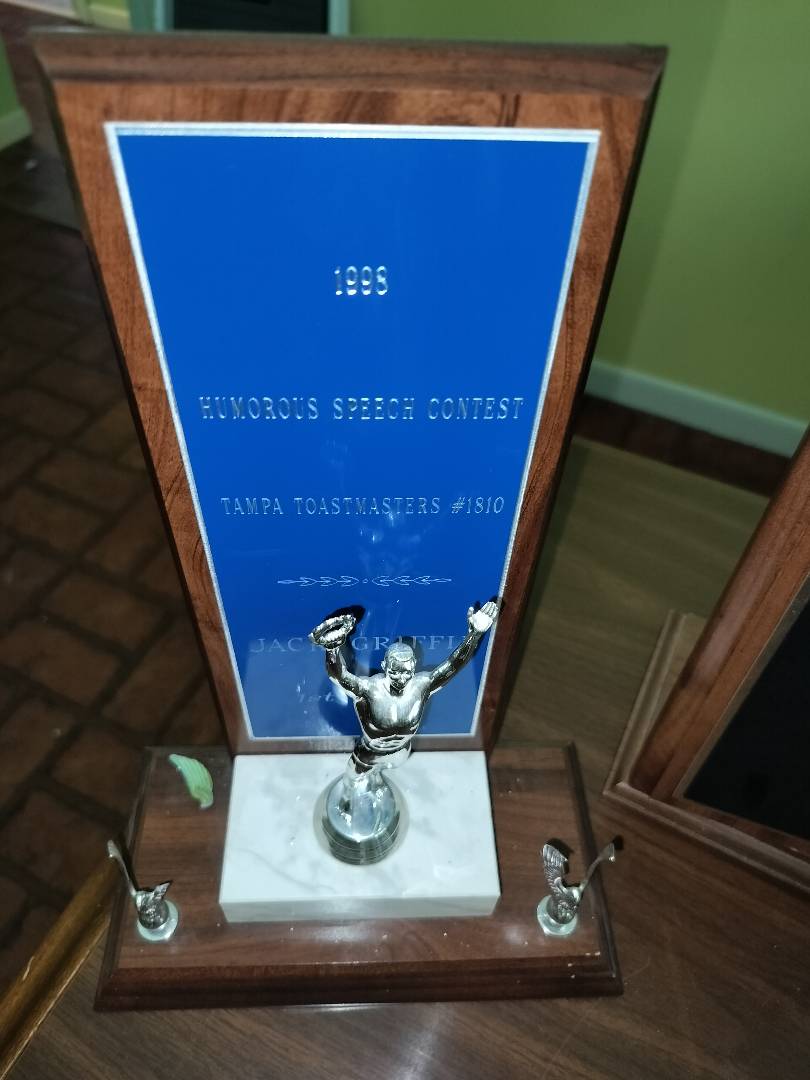 1998
HUMOROUS SPEECH CONTEST
TAMPA TOASTMASTERS #1810